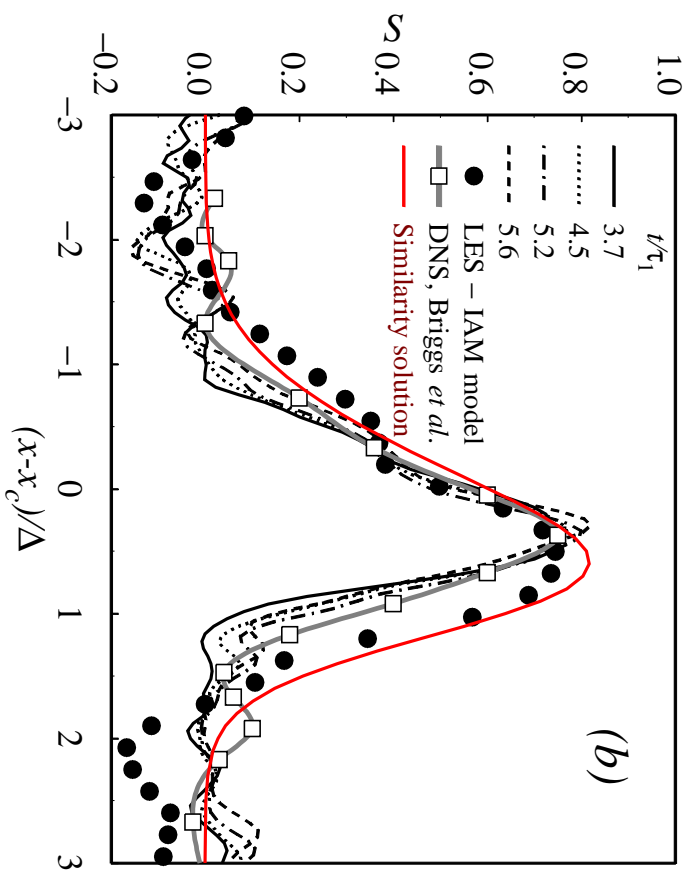 (b)
t/τ1
3.7
4.5
5.2
5.6
LES – IAM model
DNS, Briggs et al.
Similarity solution
S
1.0
0.8
0.6
0.4
0.2
0.0
−0.2
−3
−2
−1
0
1
2
3
(x-xc)/Δ